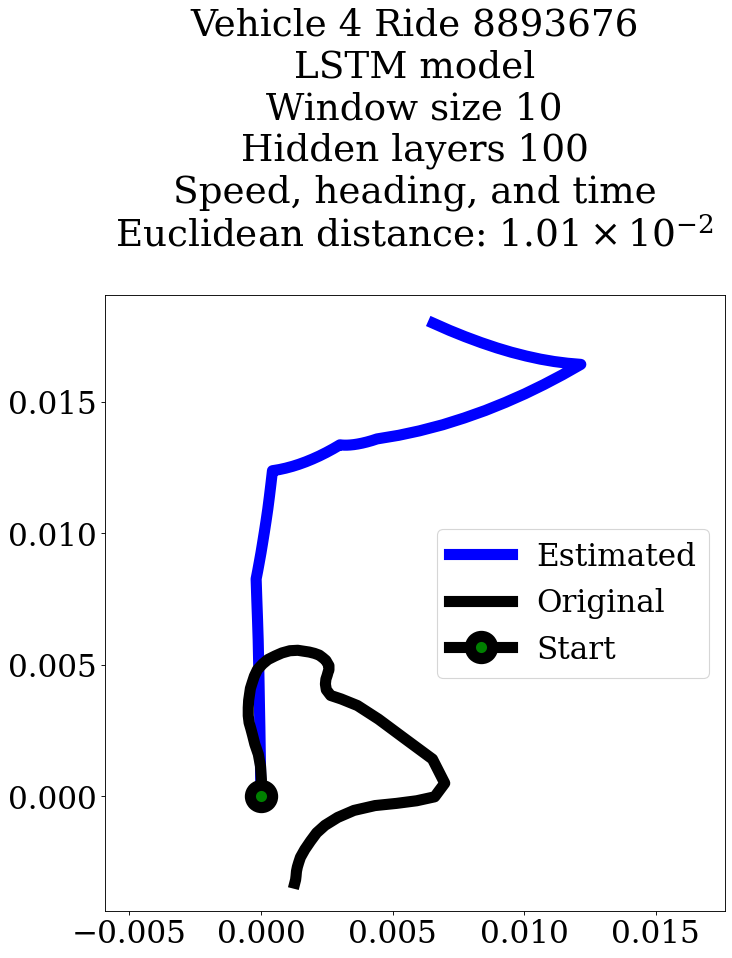 Vehicle 4 Ride 8893676
LSTM model
Window size 10
Hidden layers 100
Speed, heading, and time
Euclidean distance: 1.01 × 10⁻²
0.015
0.010
0.005
0.000
Estimated
Original
Start
−0.005 0.000 0.005 0.010 0.015